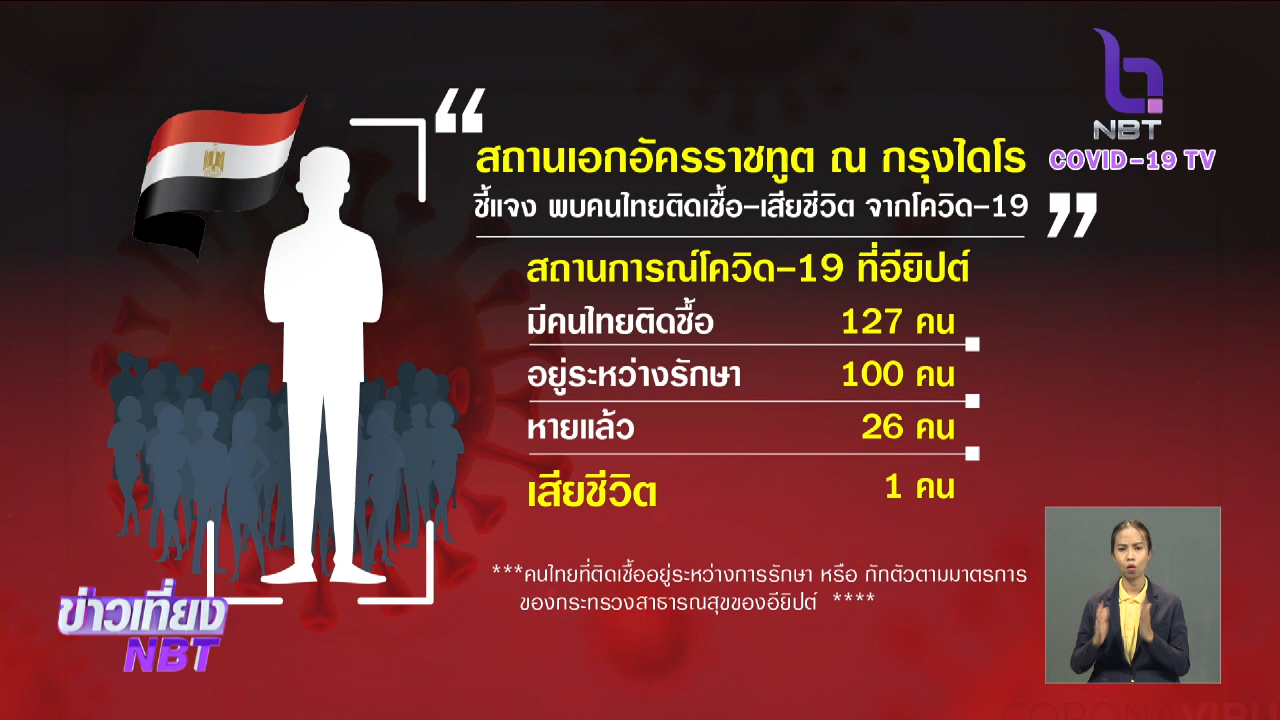 NBT
COVID-19 TV
“
สถานเอกอัครราชทูต ณ กรุงไดโร
ชี้แจง พบคนไทยติดเชื้อ-เสียชีวิต จากโควิด-19
”
สถานการณ์โควิด-19 ที่อียิปต์
มีคนไทยติดชื้อ 127 คน
อยู่ระหว่างรักษา 100 คน
หายแล้ว 26 คน
เสียชีวิต 1 คน
***คนไทยที่ติดเชื้ออยู่ระหว่างการรักษา หรือ กักตัวตามมาตรการ
ของกระทรวงสาธารณสุขของอียิปต์ ****
ข่าวเที่ยง
NBT
CORONAVIRU